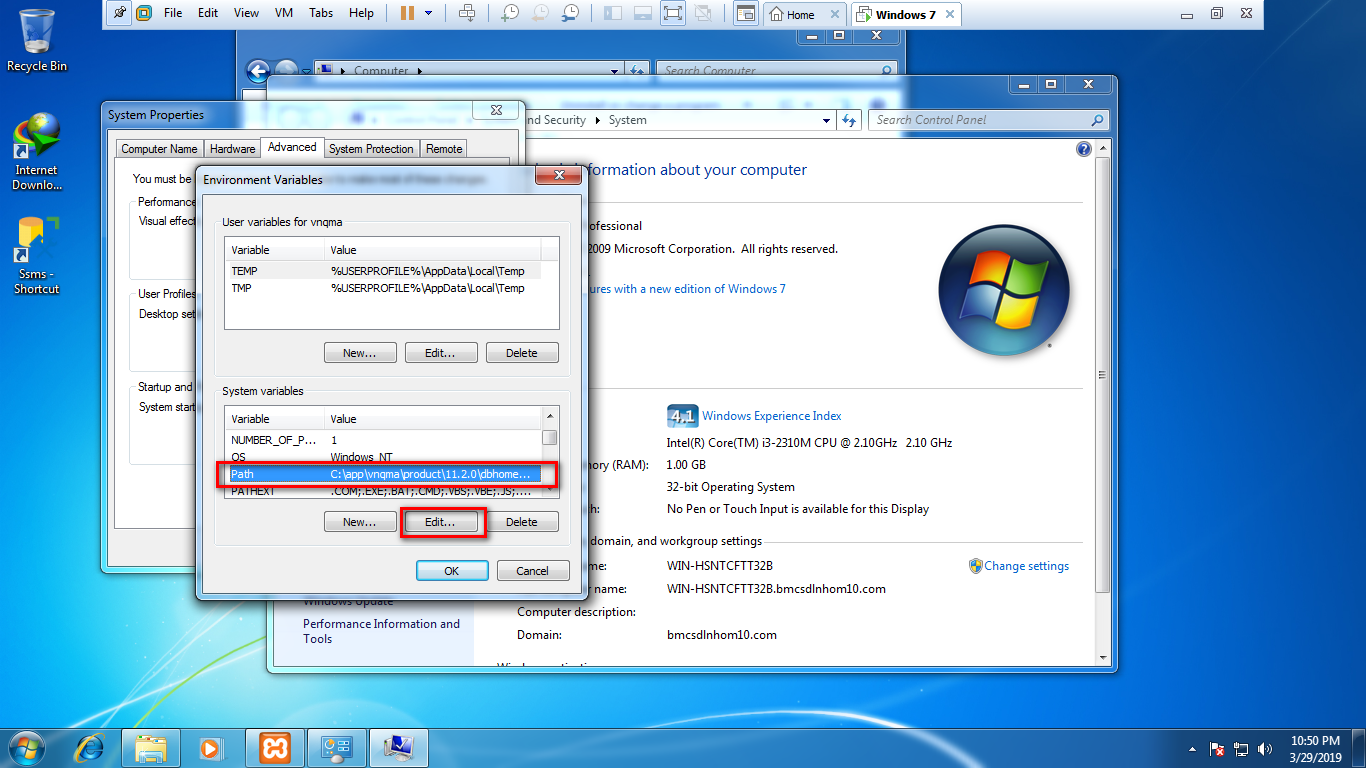 File Edit View VM Tabs Help
Home
Windows 7
Recycle Bin
Internet
Downlo...
Ssms -
Shortcut
Computer
Search Computer
nd Security
System
Search Control Panel
System Properties
Computer Name
Hardware
Advanced
System Protection
Remote
You must be
to make most of these changes.
Performance
Visual effec
User Profiles
Desktop set
Startup and
System start
Environment Variables
User variables for vnqma
Variable Value
TEMP %USERPROFILE%\AppData\Local\Temp
TMP %USERPROFILE%\AppData\Local\Temp
New... Edit... Delete
System variables
Variable Value
NUMBER_OF_P... 1
OS Windows_NT
Path C:\app\vnqma\product\11.2.0\dbhome...
PATHEXT .COM;.EXE;.BAT;.CMD;.VBS;.VBE;.JS;....
New... Edit... Delete
OK Cancel
nformation about your computer
ofessional
2009 Microsoft Corporation. All rights reserved.
ures with a new edition of Windows 7
4.1 Windows Experience Index
Intel(R) Core(TM) i3-2310M CPU @ 2.10GHz 2.10 GHz
ory (RAM): 1.00 GB
32-bit Operating System
h: No Pen or Touch Input is available for this Display
domain, and workgroup settings
me: WIN-HSNTCFTT32B
Change settings
r name: WIN-HSNTCFTT32B.bmcsdlnhom10.com
Computer description:
Domain: bmcsdlnhom10.com
Windows Update
Performance Information and
Tools
10:50 PM
3/29/2019